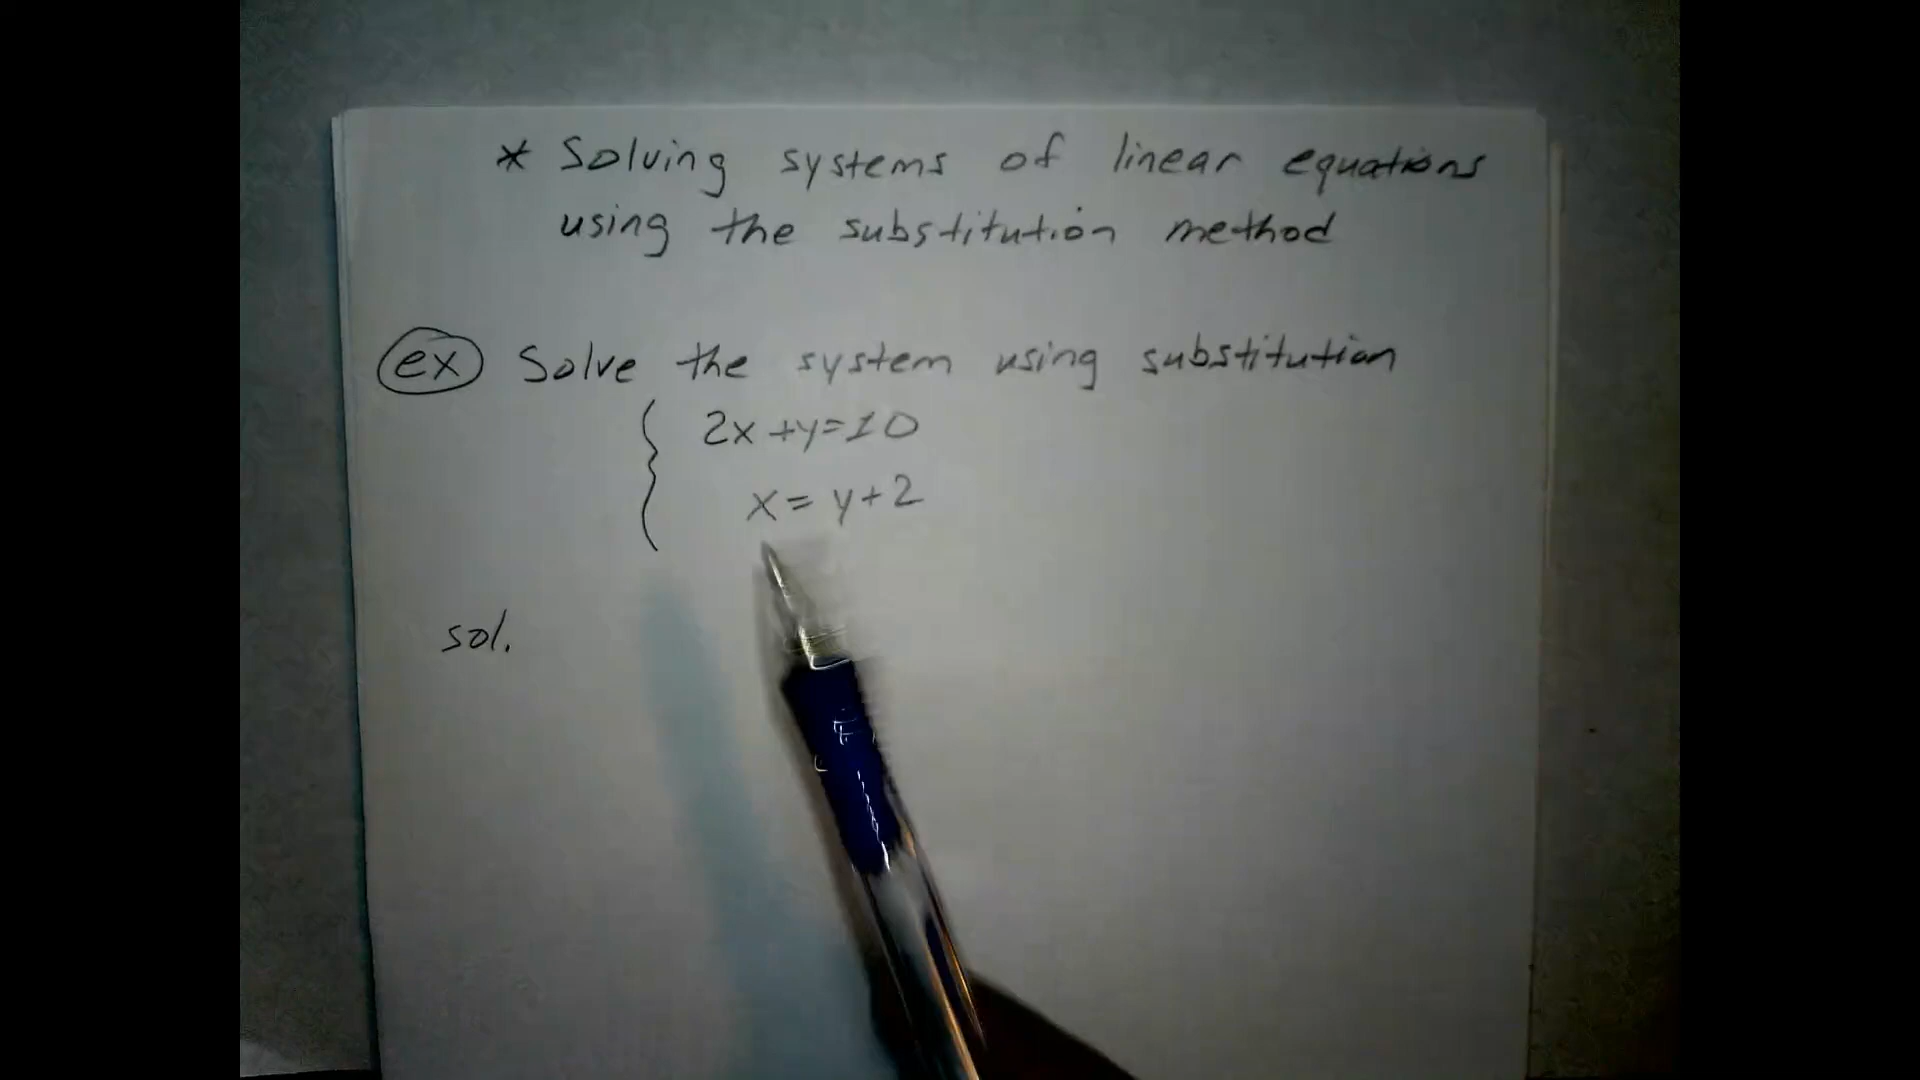 * Solving systems of linear equations
using the substitution method
ex Solve the system using substitution
2x+y=10
x=y+2
sol.